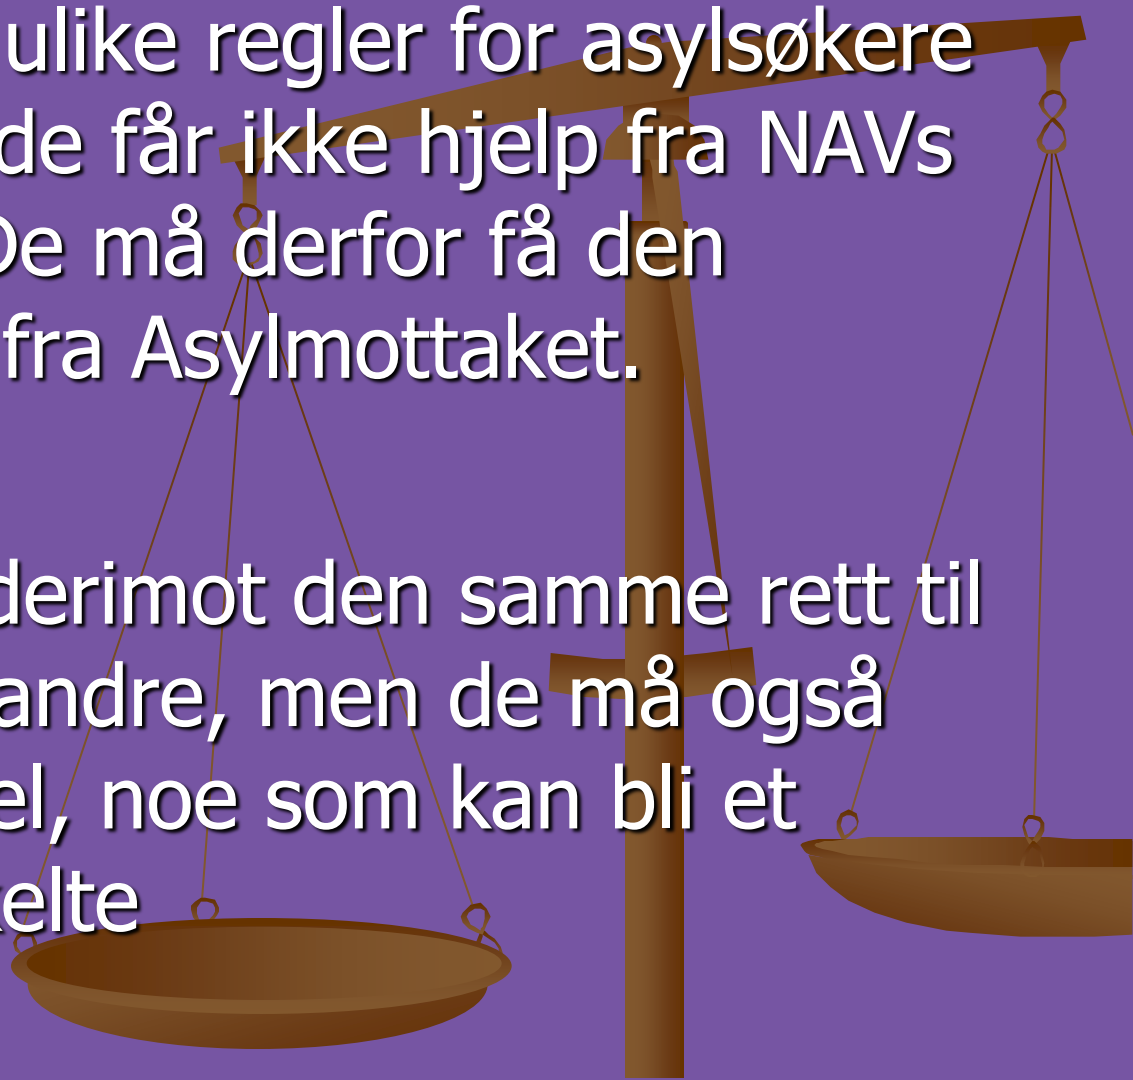 ulike regler for asylsøkere
de får ikke hjelp fra NAVs
De må derfor få den
fra Asylmottaket.
derimot den samme rett til
andre, men de må også
el, noe som kan bli et
elte